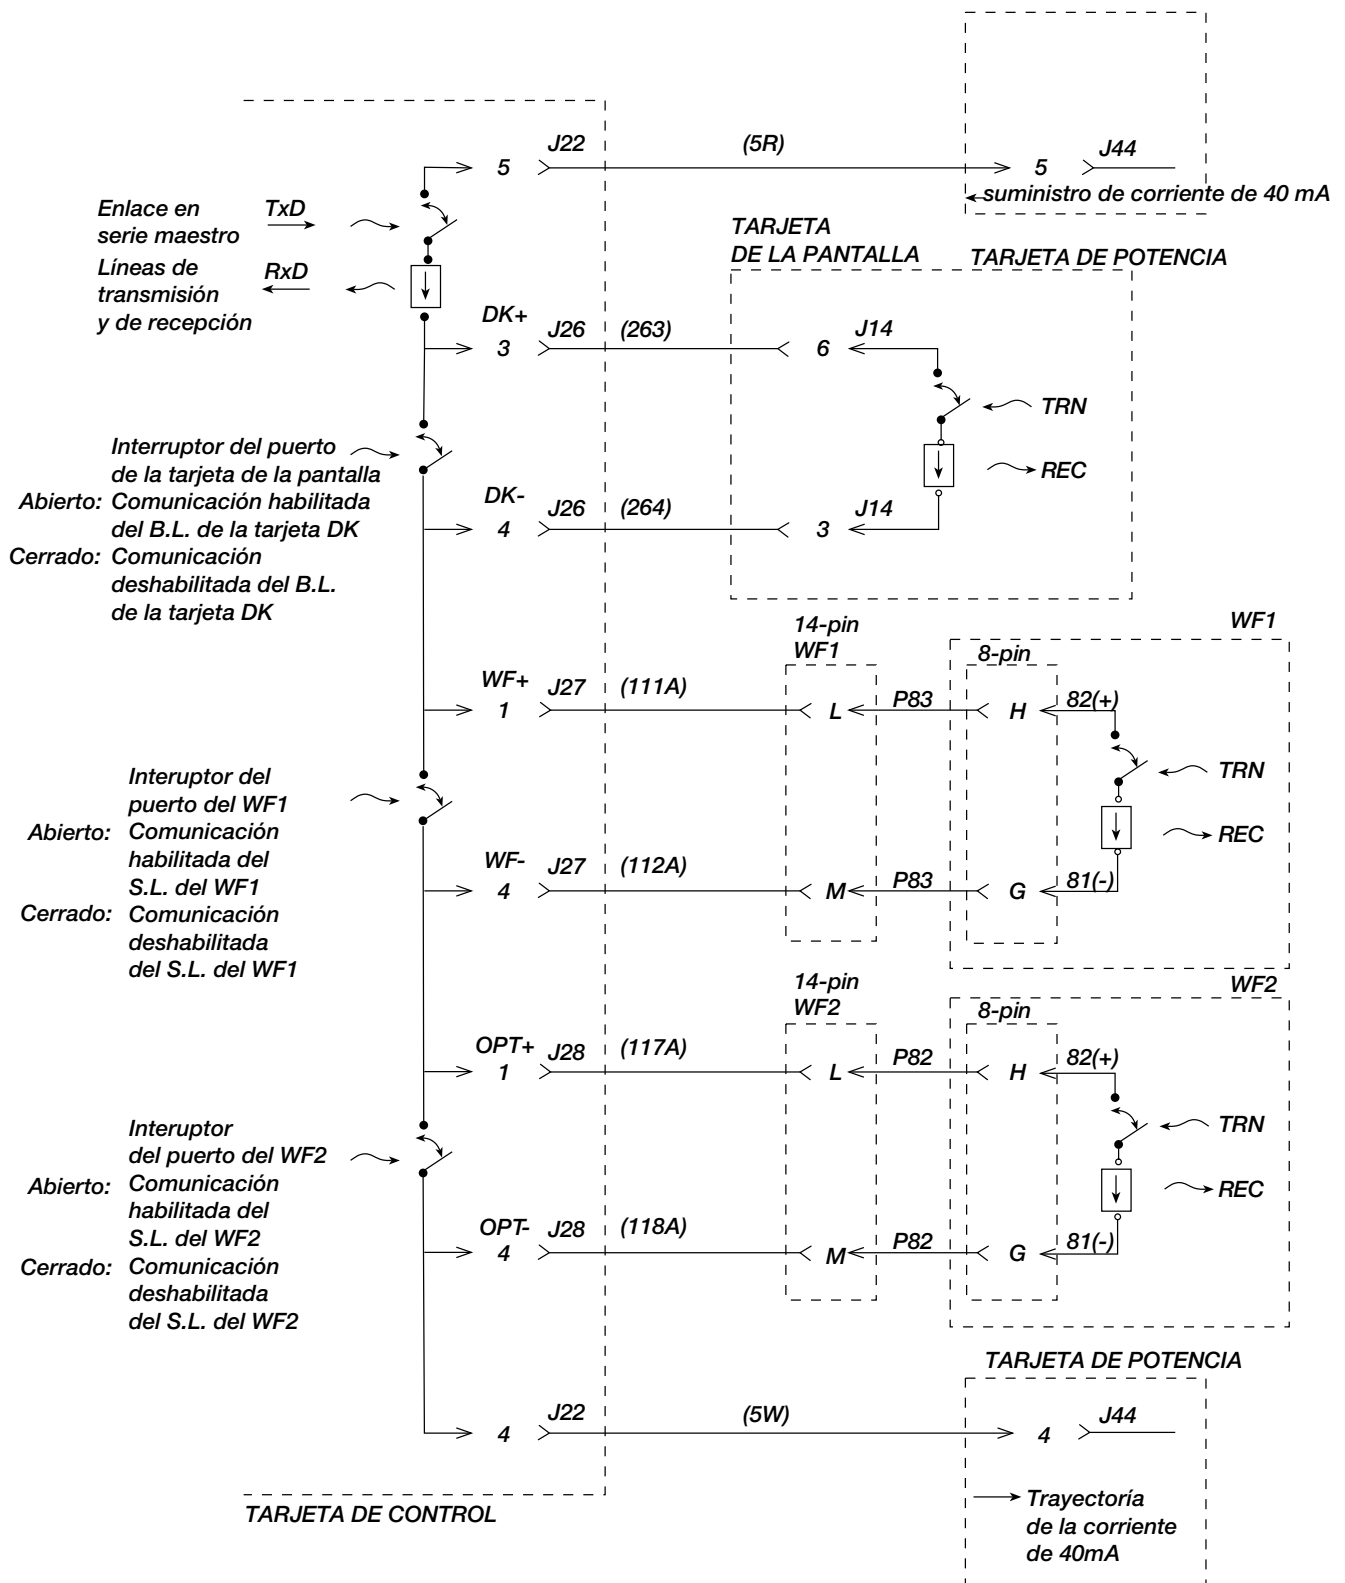 J22
(5R)
J44
5
5
suministro de corriente de 40 mA
Enlace en
serie maestro
TxD
Líneas de
transmisión
y de recepción
RxD
TARJETA
DE LA PANTALLA
TARJETA DE POTENCIA
DK+
3
J26
(263)
6
J14
TRN
REC
Interruptor del puerto
de la tarjeta de la pantalla
Abierto: Comunicación habilitada
del B.L. de la tarjeta DK
Cerrado: Comunicación
deshabilitada del B.L.
de la tarjeta DK
DK-
4
J26
(264)
3
J14
14-pin
WF1
8-pin
WF1
WF+
1
J27
(111A)
L
P83
H
82(+)
TRN
REC
Interuptor del
puerto del WF1
Abierto: Comunicación
habilitada del
S.L. del WF1
Cerrado: Comunicación
deshabilitada
del S.L. del WF1
WF-
4
J27
(112A)
M
P83
G
81(-)
14-pin
WF2
8-pin
WF2
OPT+
1
J28
(117A)
L
P82
H
82(+)
TRN
REC
Interuptor
del puerto del WF2
Abierto: Comunicación
habilitada del
S.L. del WF2
Cerrado: Comunicación
deshabilitada
del S.L. del WF2
OPT-
4
J28
(118A)
M
P82
G
81(-)
TARJETA DE POTENCIA
4
J22
(5W)
4
J44
TARJETA DE CONTROL
Trayectoría
de la corriente
de 40mA